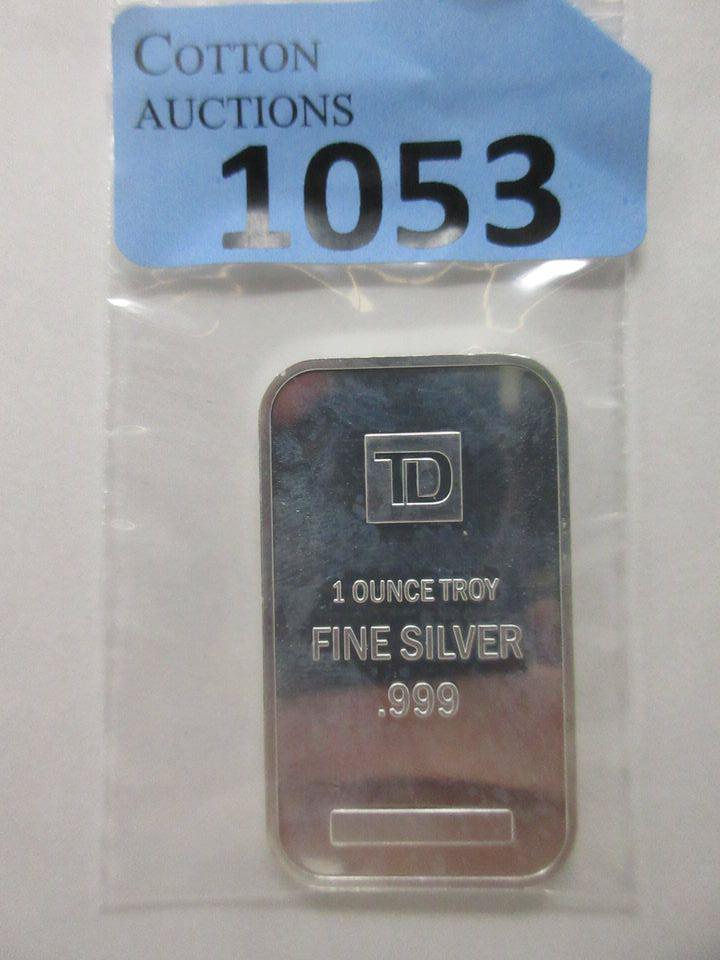 COTTON
AUCTIONS
1053
TD
1 OUNCE TROY
FINE SILVER
.999